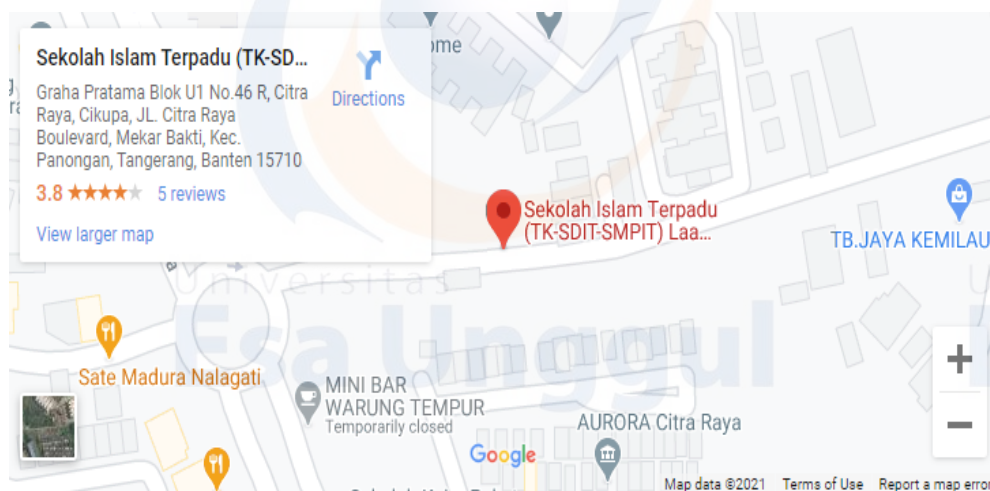 Sekolah Islam Terpadu (TK-SD...
Graha Pratama Blok U1 No.46 R, Citra
Raya, Cikupa, JL. Citra Raya
Boulevard, Mekar Bakti, Kec.
Panongan, Tangerang, Banten 15710
Directions
3.8
5 reviews
View larger map
ome
Sekolah Islam Terpadu
(TK-SDIT-SMPIT) Laa...
TB.JAYA KEMILAU
Universitas
Esa Unggul
Sate Madura Nalagati
MINI BAR
WARUNG TEMPUR
Temporarily closed
AURORA Citra Raya
Google
Map data ©2021
Terms of Use
Report a map error